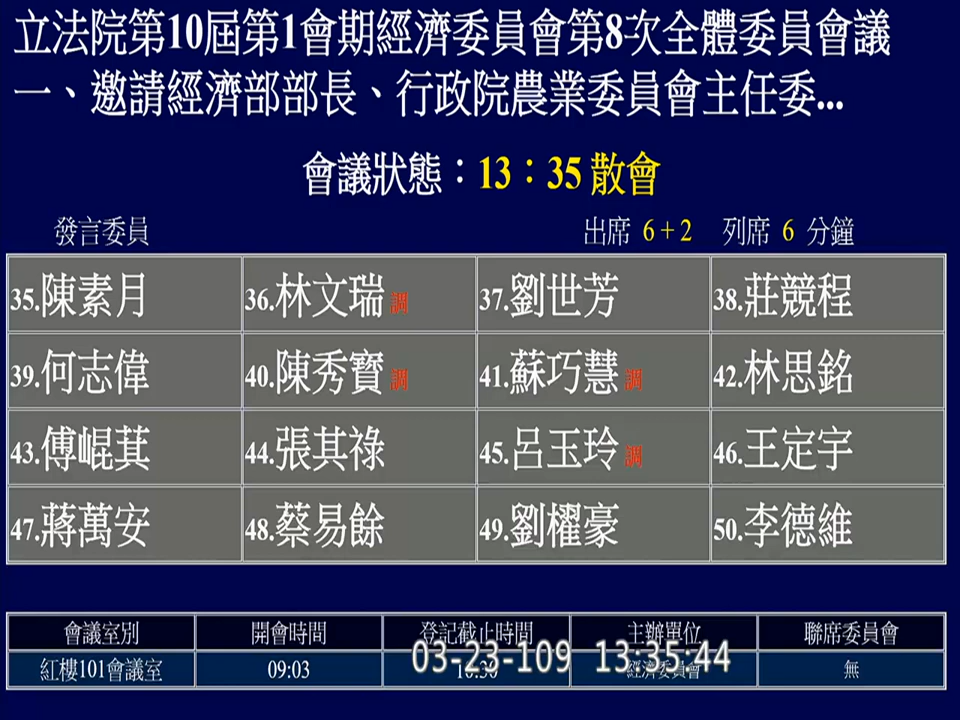 立法院第10屆第1會期經濟委員會第8次全體委員會議
一、邀請經濟部部長、行政院農業委員會主任委...
會議狀態：13：35 散會
發言委員 出席 6+2 列席 6 分鐘
35.陳素月 36.林文瑞 調 37.劉世芳 38.莊競程
39.何志偉 40.陳秀寳 調 41.蘇巧慧 調 42.林思銘
43.傅崐萁 44.張其祿 45.呂玉玲 調 46.王定宇
47.蔣萬安 48.蔡易餘 49.劉櫂豪 50.李德維
會議室別 開會時間 登記截止時間 主辦單位 聯席委員會
紅樓101會議室 09:03 10:30 經濟委員會 無
03-23-109 13:35:44